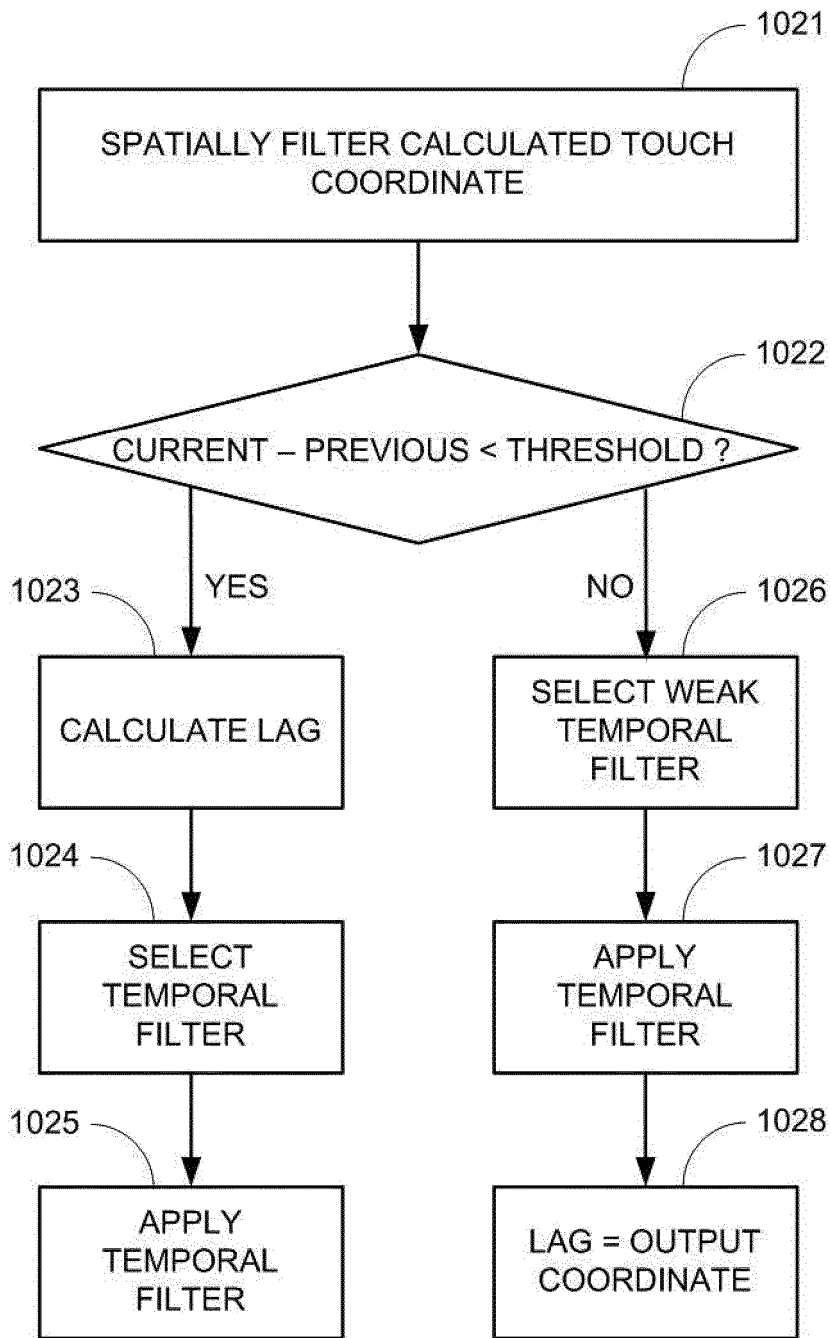 1021
SPATIALLY FILTER CALCULATED TOUCH
COORDINATE
1022
CURRENT – PREVIOUS < THRESHOLD ?
YES
NO
1023
CALCULATE LAG
1026
SELECT WEAK
TEMPORAL
FILTER
1024
SELECT
TEMPORAL
FILTER
1027
APPLY
TEMPORAL
FILTER
1025
APPLY
TEMPORAL
FILTER
1028
LAG = OUTPUT
COORDINATE